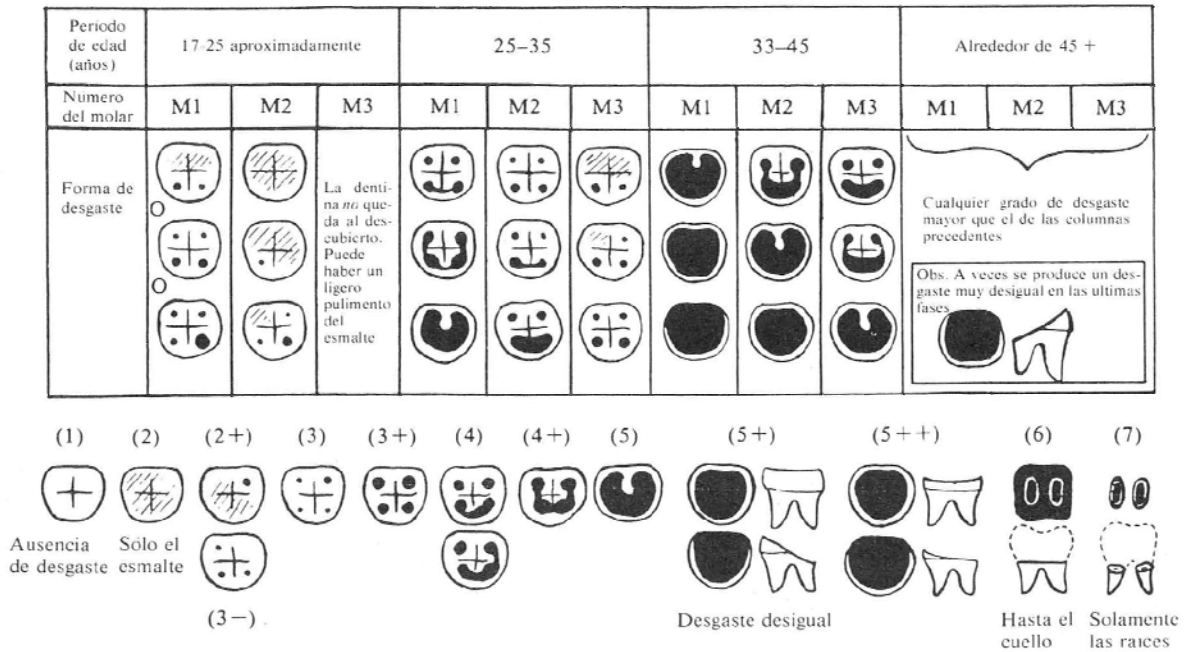 Periodo
de edad
(años)
17-25 aproximadamente
25–35
33–45
Alrededor de 45 +
Numero
del molar
M1
M2
M3
M1
M2
M3
M1
M2
M3
M1
M2
M3
Forma de
desgaste
O
O
La denti-
na no que-
da al des-
cubierto.
Puede
haber un
ligero
pulimento
del
esmalte
Cualquier grado de desgaste
mayor que el de las columnas
precedentes
Obs. A veces se produce un des-
gaste muy desigual en las ultimas
fases
(1)
(2)
(2+)
(3)
(3+)
(4)
(4+)
(5)
(5+)
(5++)
(6)
(7)
Ausencia
de desgaste
Sólo el
esmalte
(3−)
Desgaste desigual
Hasta el
cuello
Solamente
las raices